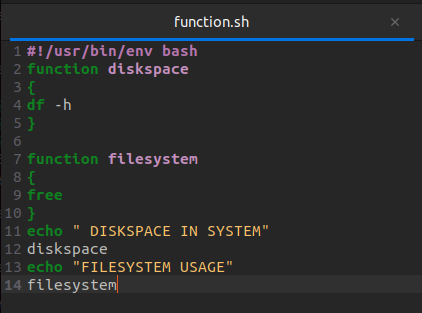 function.sh ×
1 #!/usr/bin/env bash
2 function diskspace
3 {
4 df -h
5 }
6
7 function filesystem
8 {
9 free
10 }
11 echo " DISKSPACE IN SYSTEM"
12 diskspace
13 echo "FILESYSTEM USAGE"
14 filesystem